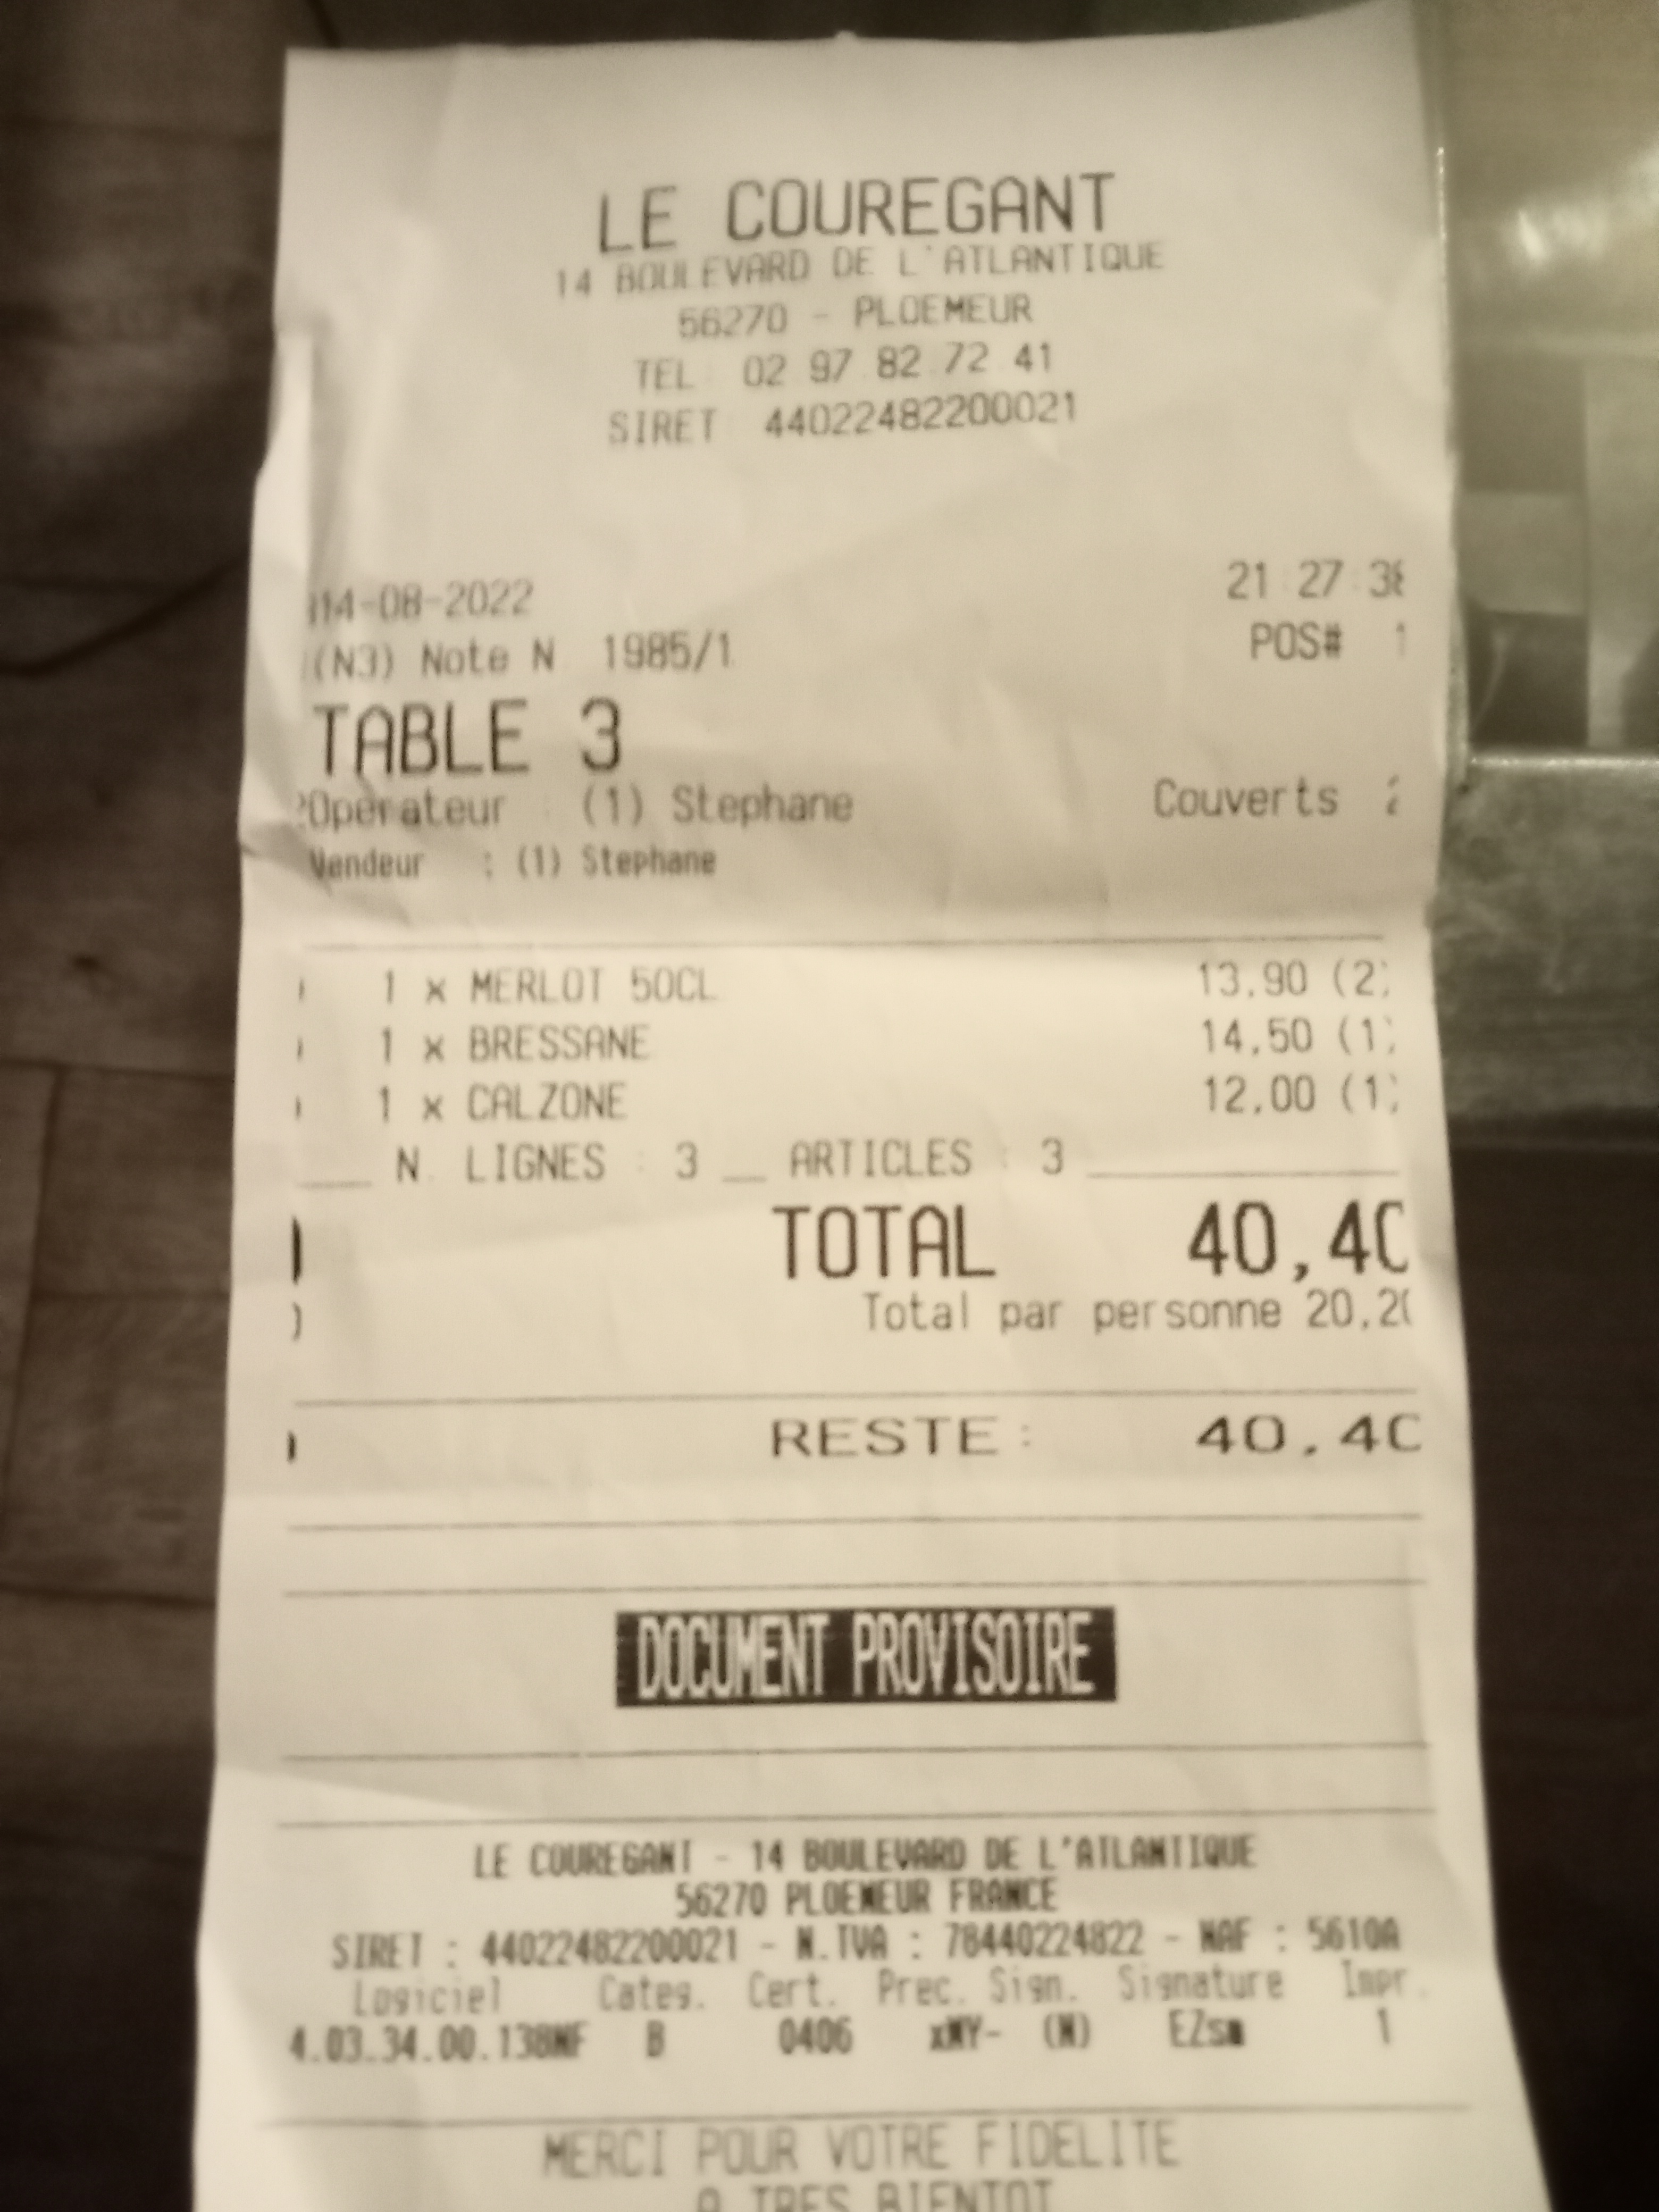 LE COUREGANT
14 BOULEVARD DE L'ATLANTIQUE
56270 - PLOEMEUR
TEL 02 97 82 72 41
SIRET 44022482200021
14-08-2022 21 27
(N3) Note N 1985/1 POS# 1
TABLE 3
Operateur : (1) Stephane Couverts
Vendeur : (1) Stephane
1 x MERLOT 50CL 13,90 (2)
1 x BRESSANE 14,50 (1)
1 x CALZONE 12,00 (1)
N. LIGNES : 3 __ ARTICLES : 3
TOTAL 40,40
Total par personne 20,20
RESTE : 40,40
DOCUMENT PROVISOIRE
LE COUREGANT - 14 BOULEVARD DE L'ATLANTIQUE
56270 PLOEMEUR FRANCE
SIRET : 44022482200021 - N.TVA : 78440224822 - NAF : 5610A
Logiciel Categ. Cert. Prec. Sign. Signature Impr.
4.03.34.00.138NF B 0406 (N) 1
MERCI POUR VOTRE FIDELITE
A TRES BIENTOT